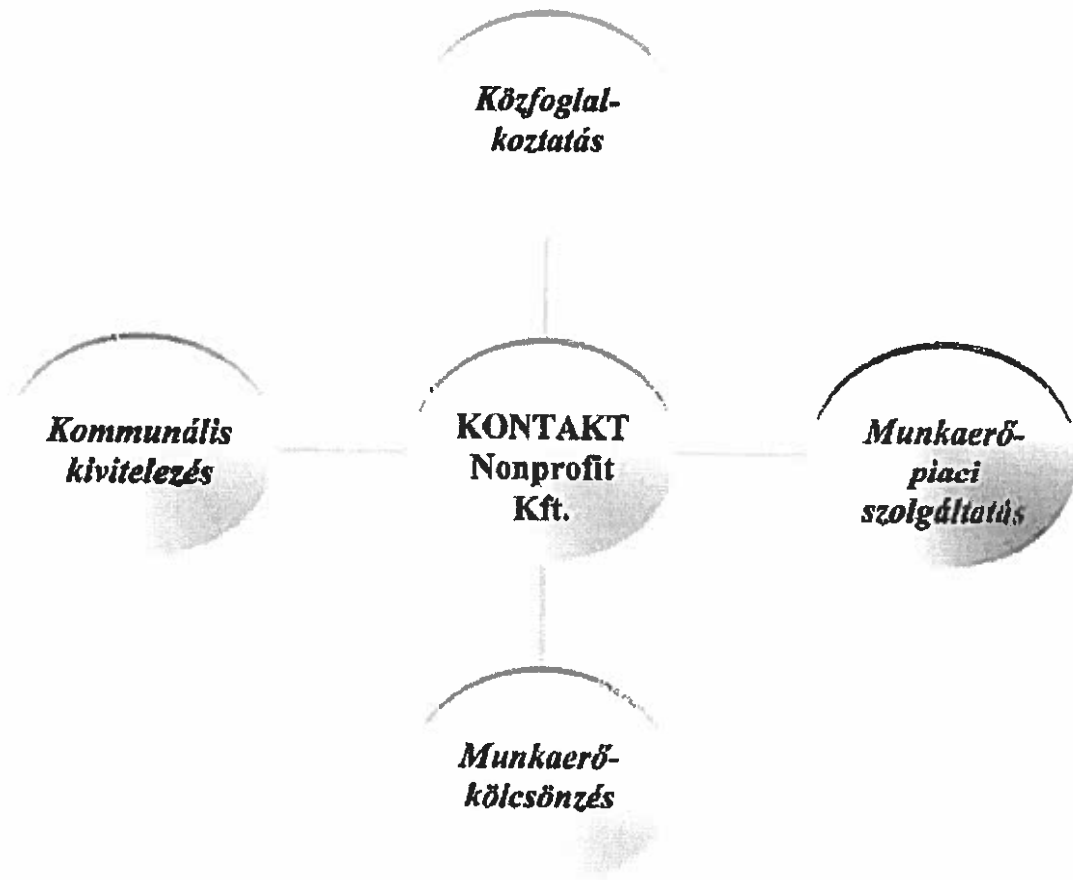 Közfoglal-
koztatás
Kommunális
kivitelezés
KONTAKT
Nonprofit
Kft.
Munkaerő-
piaci
szolgáltatás
Munkaerő-
kölcsönzés